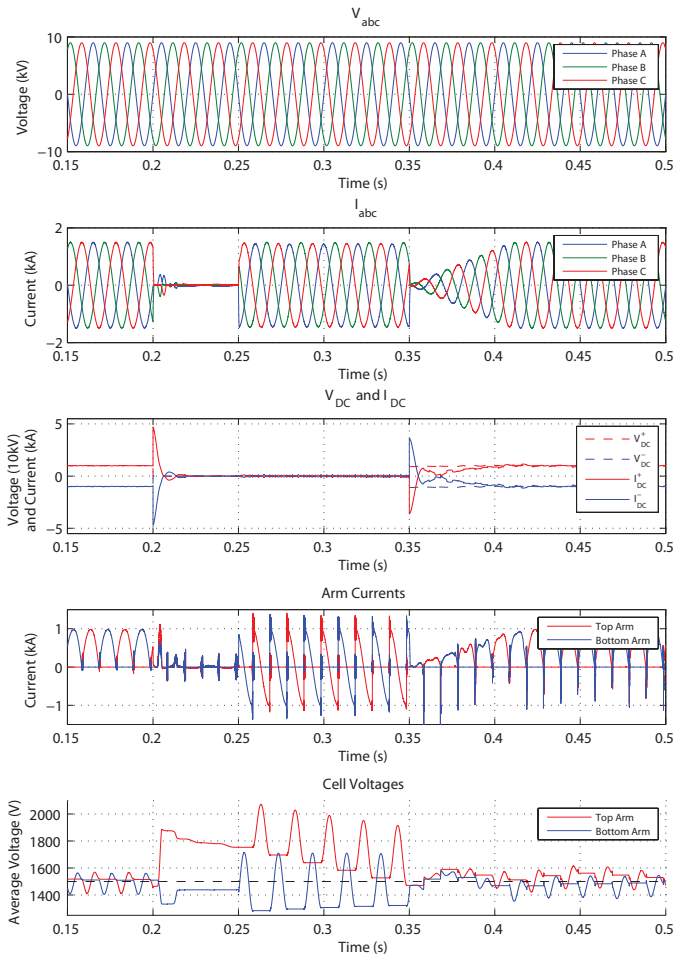 V_abc
10
0
−10
Voltage (kV)
Phase A
Phase B
Phase C
0.15 0.2 0.25 0.3 0.35 0.4 0.45 0.5
Time (s)
I_abc
2
0
−2
Current (kA)
Phase A
Phase B
Phase C
0.15 0.2 0.25 0.3 0.35 0.4 0.45 0.5
Time (s)
V_DC and I_DC
5
0
−5
Voltage (10kV)
and Current (kA)
V_DC^+
V_DC^−
I_DC^+
I_DC^−
0.15 0.2 0.25 0.3 0.35 0.4 0.45 0.5
Time (s)
Arm Currents
1
0
−1
Current (kA)
Top Arm
Bottom Arm
0.15 0.2 0.25 0.3 0.35 0.4 0.45 0.5
Time (s)
Cell Voltages
2000
1800
1600
1400
Average Voltage (V)
Top Arm
Bottom Arm
0.15 0.2 0.25 0.3 0.35 0.4 0.45 0.5
Time (s)